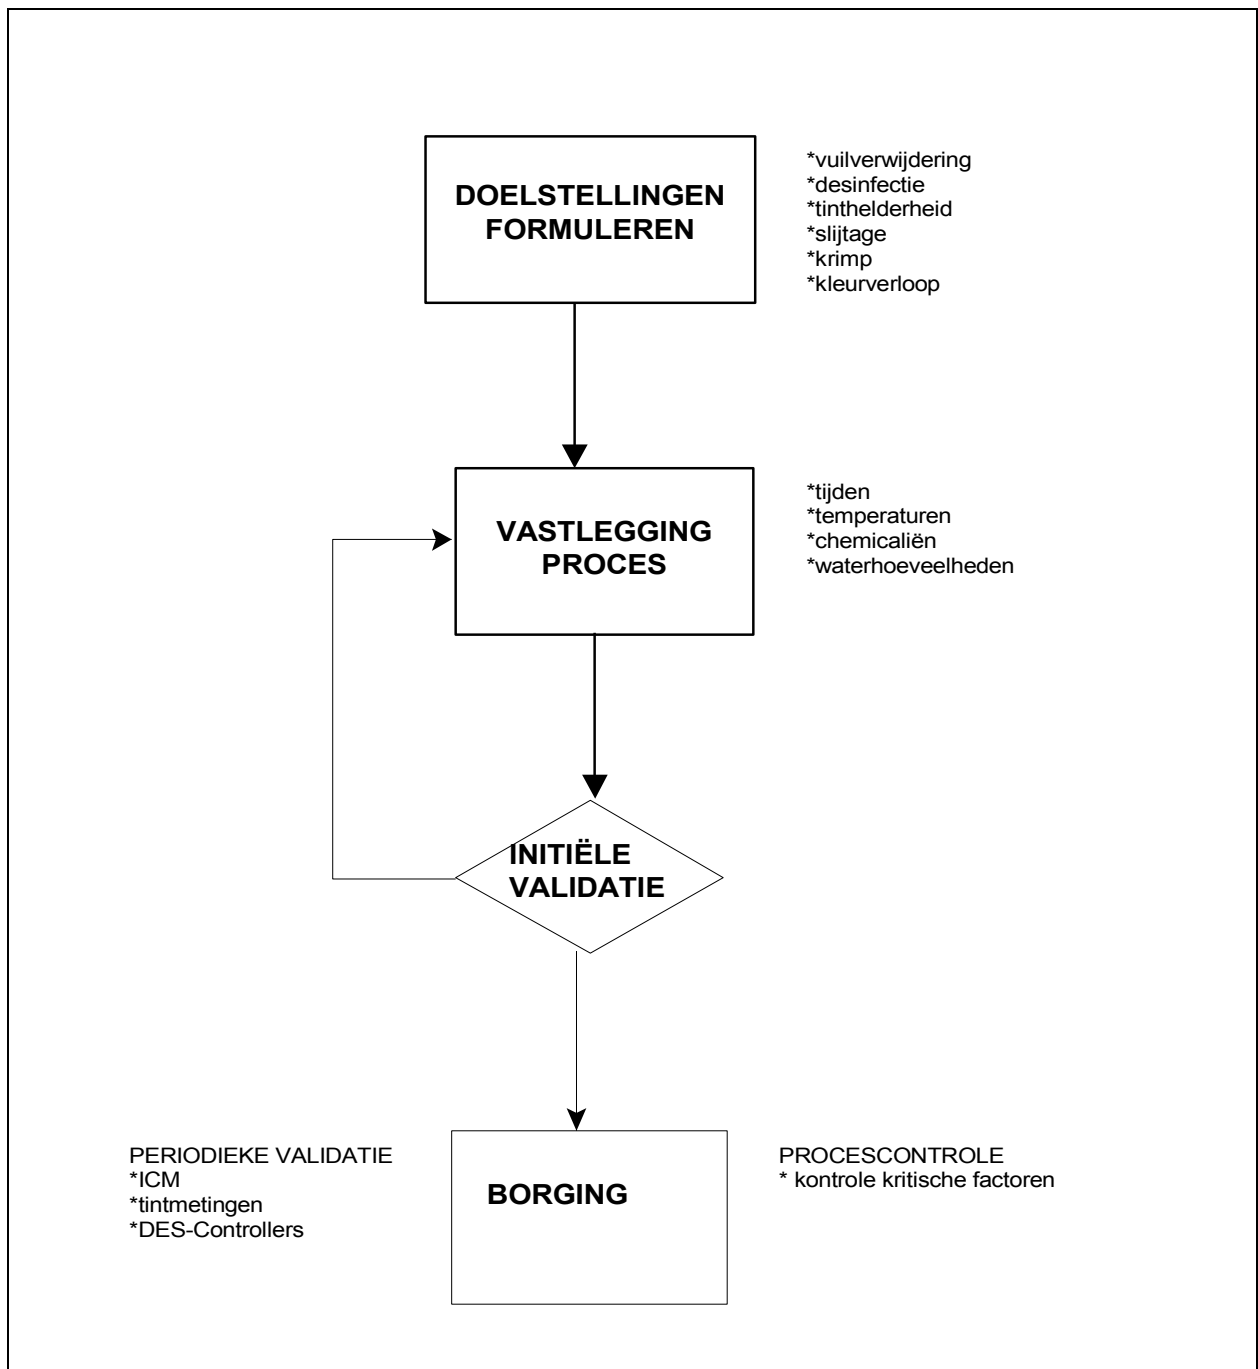 DOELSTELLINGEN
FORMULEREN
*vuilverwijdering
*desinfectie
*tinthelderheid
*slijtage
*krimp
*kleurverloop
VASTLEGGING
PROCES
*tijden
*temperaturen
*chemicaliën
*waterhoeveelheden
INITIËLE
VALIDATIE
PERIODIEKE VALIDATIE
*ICM
*tintmetingen
*DES-Controllers
BORGING
PROCESCONTROLE
* kontrole kritische factoren